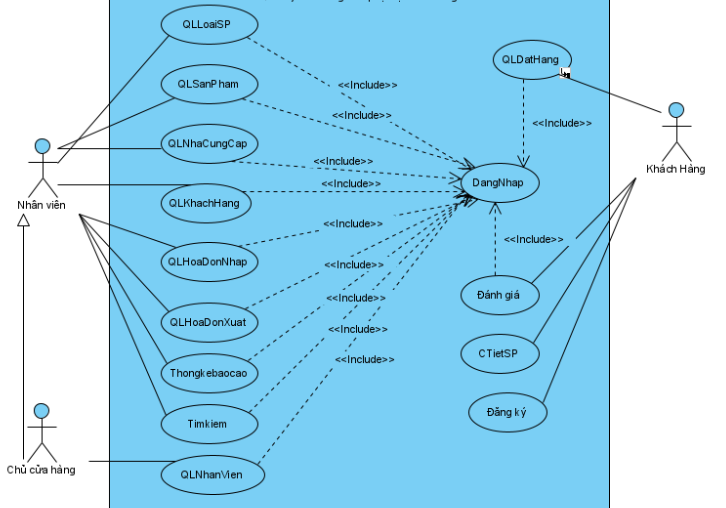 QLLoaiSP
QLDatHang
QLSanPham
<<Include>>
<<Include>>
<<Include>>
QLNhaCungCap
<<Include>>
Khách Hàng
DangNhap
<<Include>>
Nhân viên
QLKhachHang
<<Include>>
<<Include>>
QLHoaDonNhap
<<Include>>
Đánh giá
<<Include>>
QLHoaDonXuat
<<Include>>
CTietSP
<<Include>>
Thongkebaocao
Đăng ký
Timkiem
Chủ cửa hàng
QLNhanVien